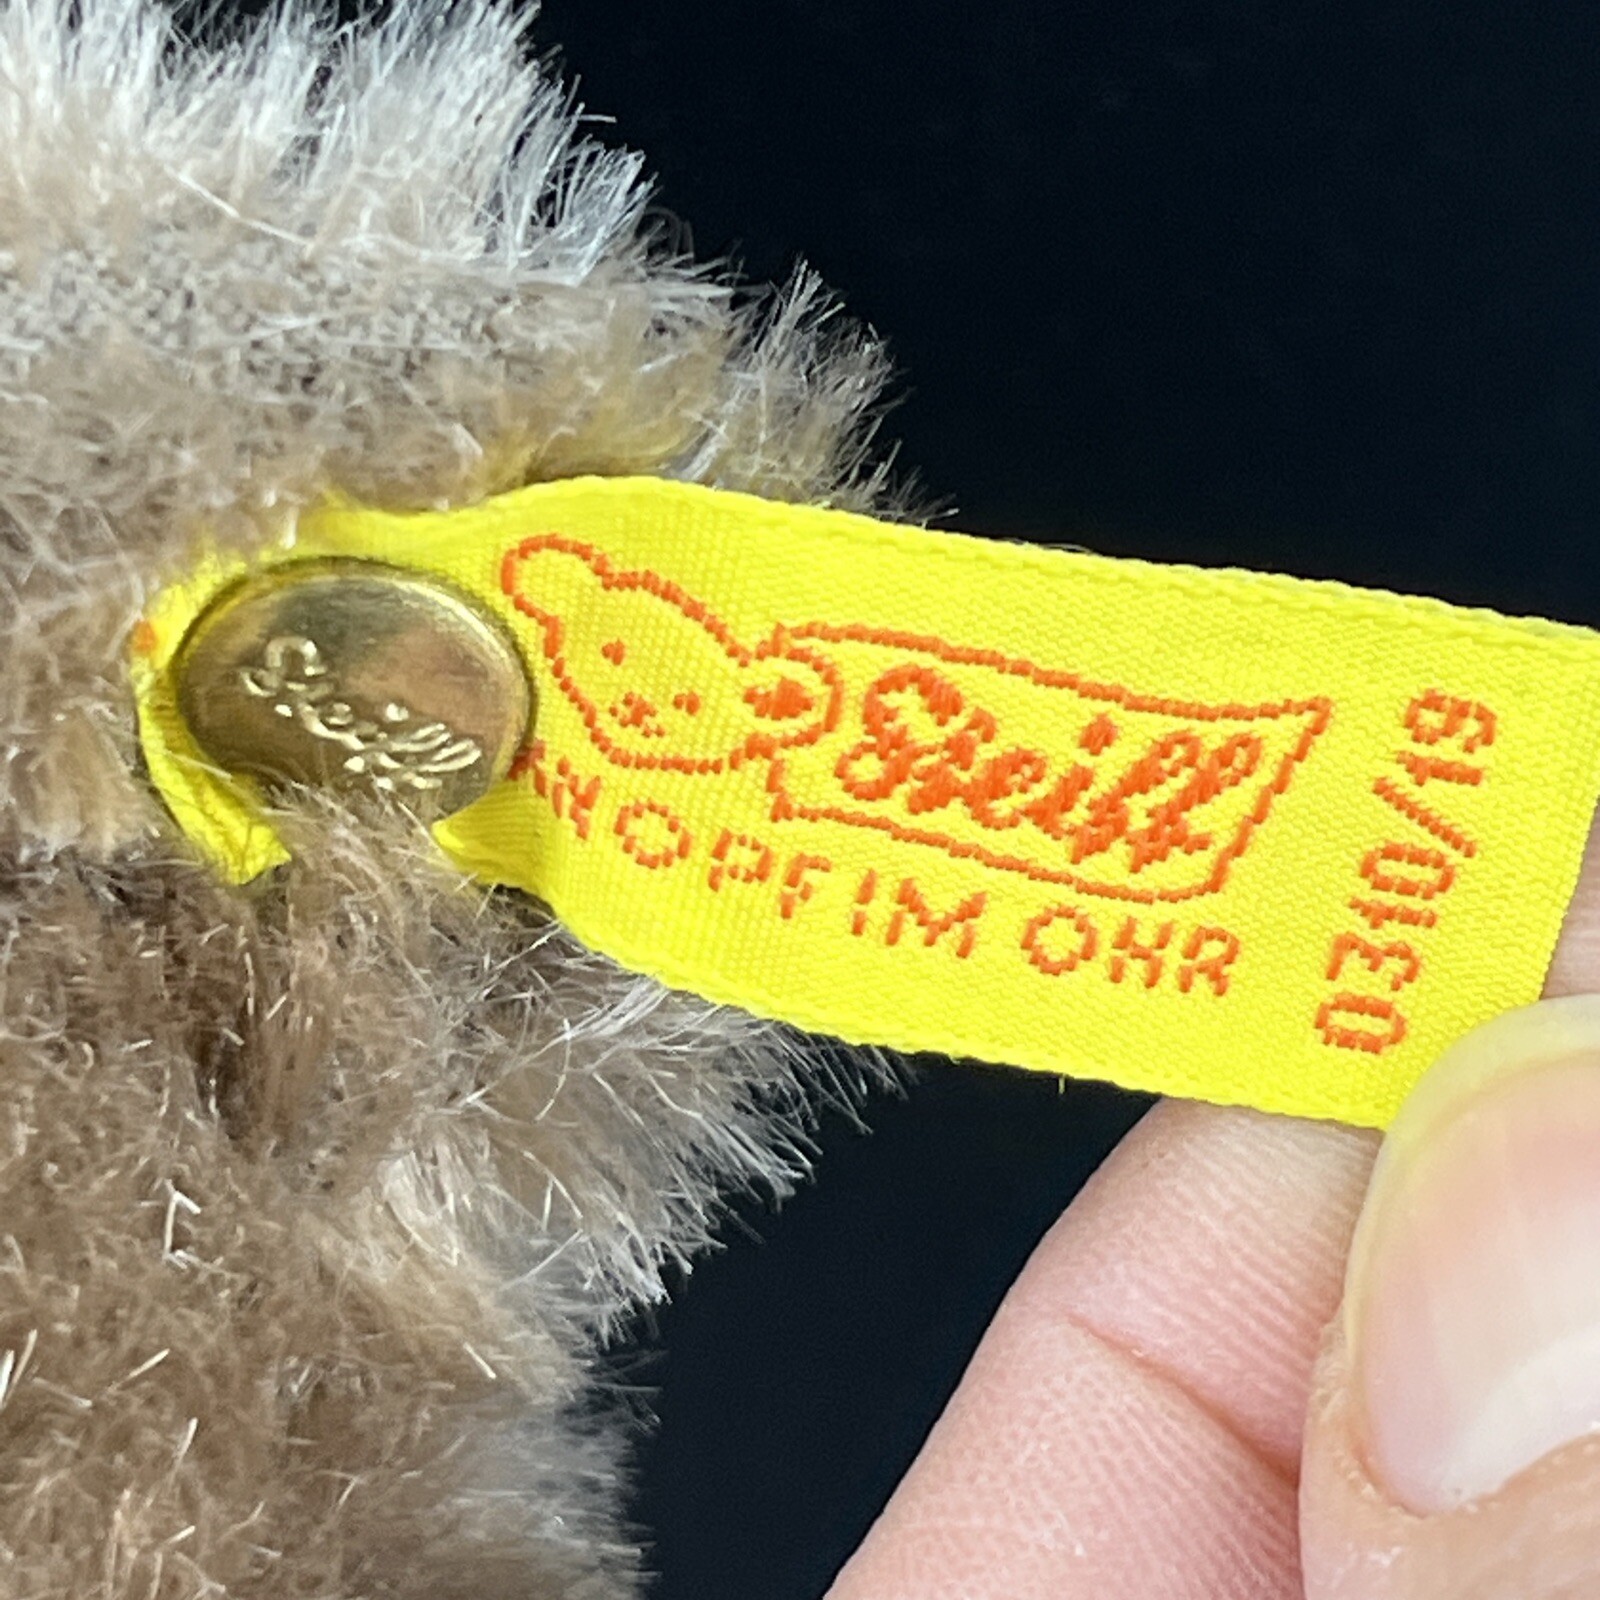 Steiff
Steiff
KNOPF IM OHR
0310/19